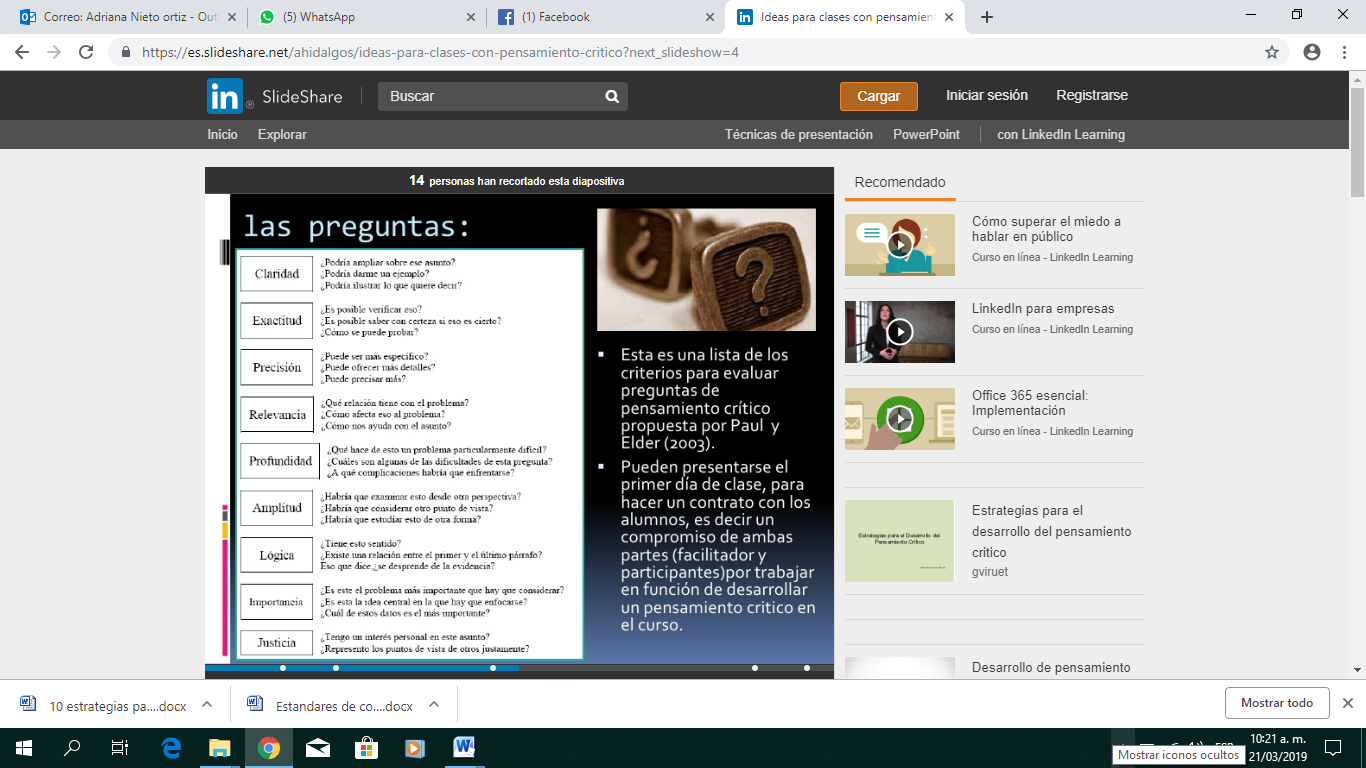 Correo: Adriana Nieto ortiz - Out
(5) WhatsApp
(1) Facebook
Ideas para clases con pensamien
https://es.slideshare.net/ahidalgos/ideas-para-clases-con-pensamiento-critico?next_slideshow=4
in SlideShare
Buscar
Cargar
Iniciar sesión
Registrarse
Inicio
Explorar
Técnicas de presentación
PowerPoint
con LinkedIn Learning
14 personas han recortado esta diapositiva
las preguntas:
Claridad
¿Podría ampliar sobre ese asunto?
¿Podría darme un ejemplo?
¿Podría ilustrar lo que quiere decir?
Exactitud
¿Es posible verificar eso?
¿Es posible saber con certeza si eso es cierto?
¿Cómo se puede probar?
Precisión
¿Puede ser más específico?
¿Puede ofrecer más detalles?
¿Puede precisar más?
Relevancia
¿Qué relación tiene con el problema?
¿Cómo afecta eso al problema?
¿Cómo nos ayuda con el asunto?
Profundidad
¿Qué hace de esto un problema particularmente difícil?
¿Cuáles son algunas de las dificultades de esta pregunta?
¿A qué complicaciones habría que enfrentarse?
Amplitud
¿Habría que examinar esto desde otra perspectiva?
¿Habría que considerar otro punto de vista?
¿Habría que estudiar esto de otra forma?
Lógica
¿Tiene esto sentido?
¿Existe una relación entre el primer y el último párrafo?
Eso que dice,¿se desprende de la evidencia?
Importancia
¿Es este el problema más importante que hay que considerar?
¿Es esta la idea central en la que hay que enfocarse?
¿Cuál de estos datos es el más importante?
Justicia
¿Tengo un interés personal en este asunto?
¿Represento los puntos de vista de otros justamente?
Esta es una lista de los
criterios para evaluar
preguntas de
pensamiento crítico
propuesta por Paul y
Elder (2003).
Pueden presentarse el
primer día de clase, para
hacer un contrato con los
alumnos, es decir un
compromiso de ambas
partes (facilitador y
participantes)por trabajar
en función de desarrollar
un pensamiento critico en
el curso.
Recomendado
Cómo superar el miedo a
hablar en público
Curso en línea - LinkedIn Learning
LinkedIn para empresas
Curso en línea - LinkedIn Learning
Office 365 esencial:
Implementación
Curso en línea - LinkedIn Learning
Estrategias para el Desarrollo del
Pensamiento Crítico
Estrategias para el
desarrollo del pensamiento
critico
gviruet
Desarrollo de pensamiento
10 estrategias pa....docx
Estandares de co....docx
Mostrar todo
10:21 a. m.
Mostrar iconos ocultos
21/03/2019